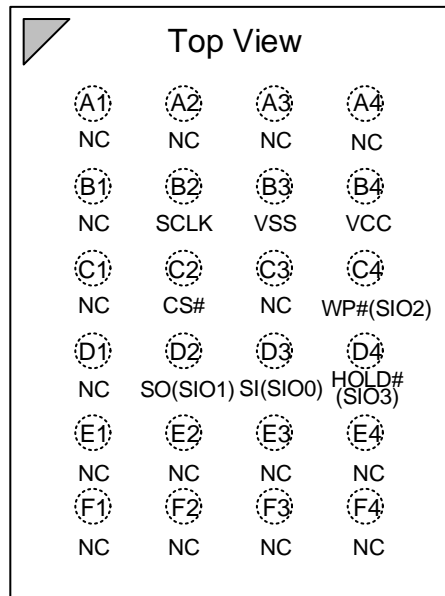 Top View
A1 A2 A3 A4
NC NC NC NC
B1 B2 B3 B4
NC SCLK VSS VCC
C1 C2 C3 C4
NC CS# NC WP#(SIO2)
D1 D2 D3 D4
NC SO(SIO1) SI(SIO0) HOLD#
(SIO3)
E1 E2 E3 E4
NC NC NC NC
F1 F2 F3 F4
NC NC NC NC